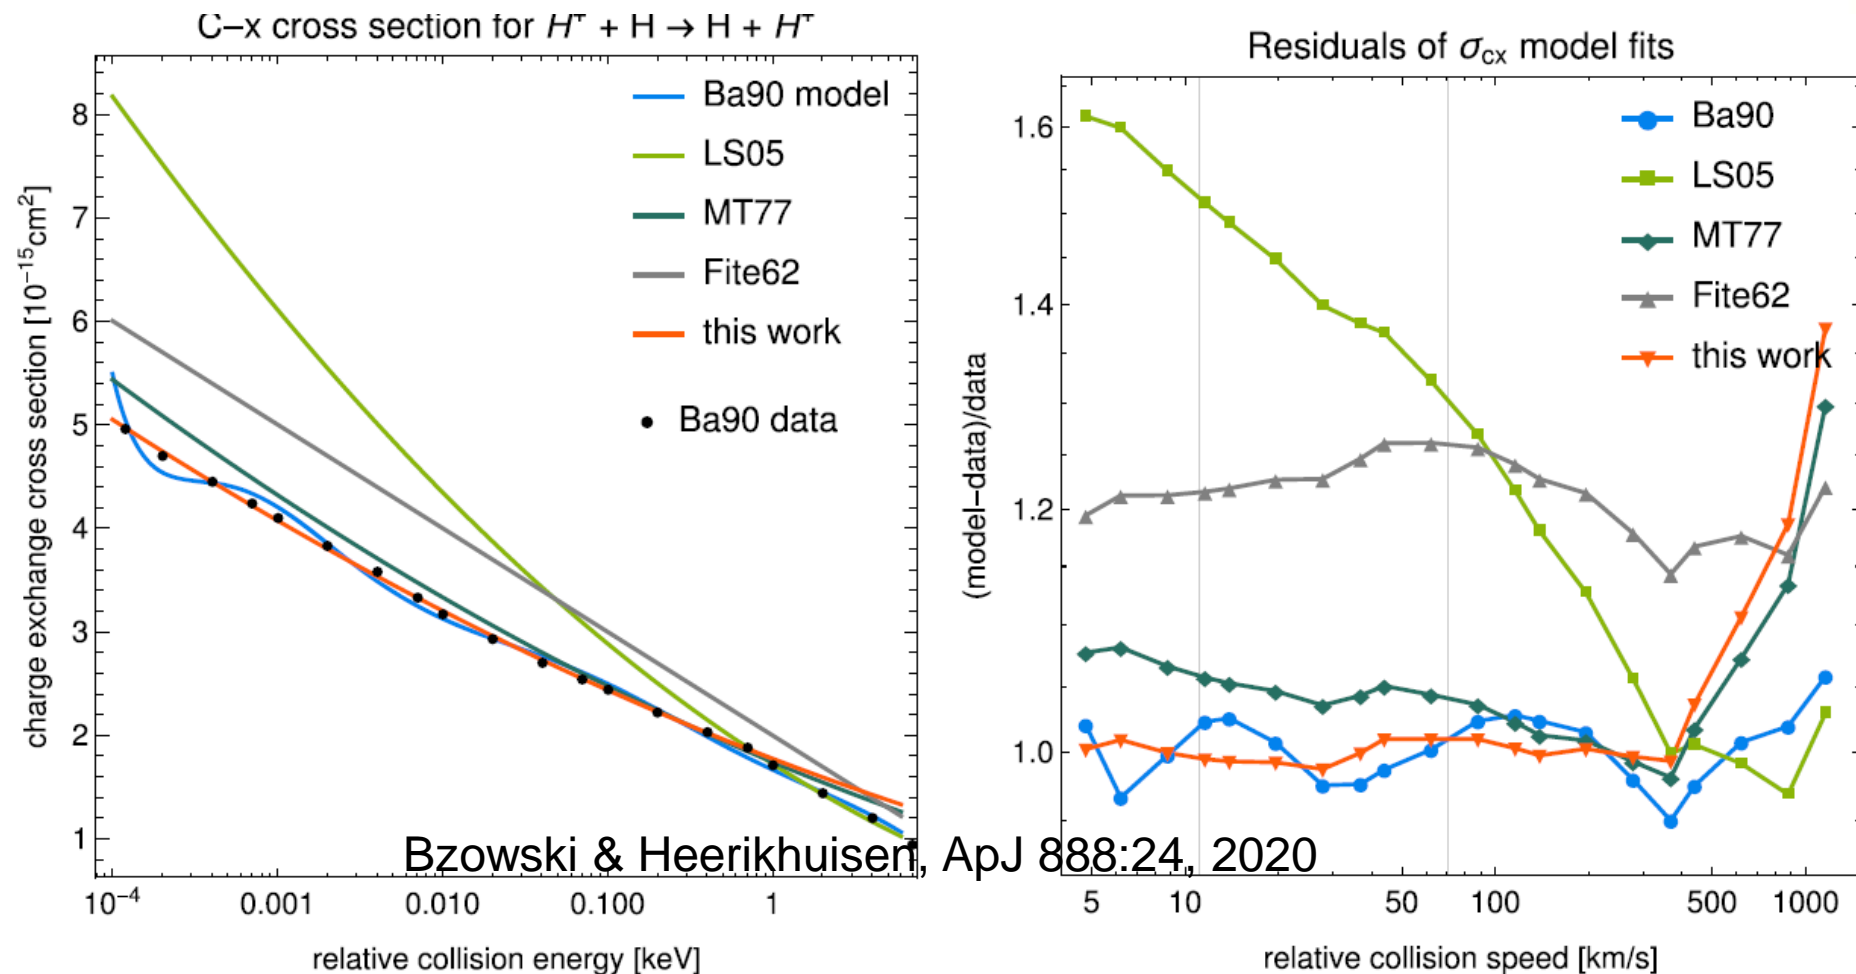 C–x cross section for H⁺ + H → H + H⁺
8
7
6
5
4
3
2
1
charge exchange cross section [10⁻¹⁵cm²]
Ba90 model
LS05
MT77
Fite62
this work
Ba90 data
10⁻⁴
0.001
0.010
0.100
1
relative collision energy [keV]
Residuals of σcx model fits
1.6
1.4
1.2
1.0
(model–data)/data
Ba90
LS05
MT77
Fite62
this work
5
10
50
100
500
1000
relative collision speed [km/s]
Bzowski & Heerikhuisen, ApJ 888:24, 2020